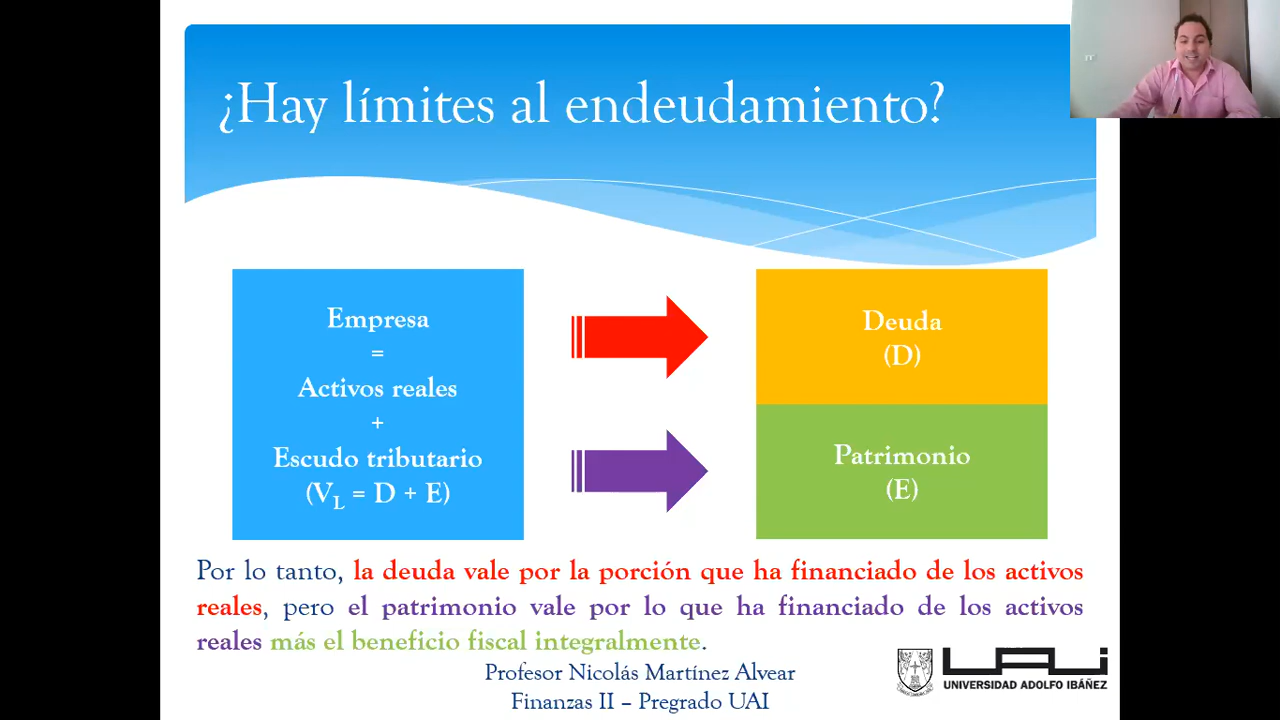 ¿Hay límites al endeudamiento?
Empresa
=
Activos reales
+
Escudo tributario
(VL = D + E)
Deuda
(D)
Patrimonio
(E)
Por lo tanto, la deuda vale por la porción que ha financiado de los activos
reales, pero el patrimonio vale por lo que ha financiado de los activos
reales más el beneficio fiscal integralmente.
Profesor Nicolás Martínez Alvear
Finanzas II – Pregrado UAI
UAI
UNIVERSIDAD ADOLFO IBÁÑEZ